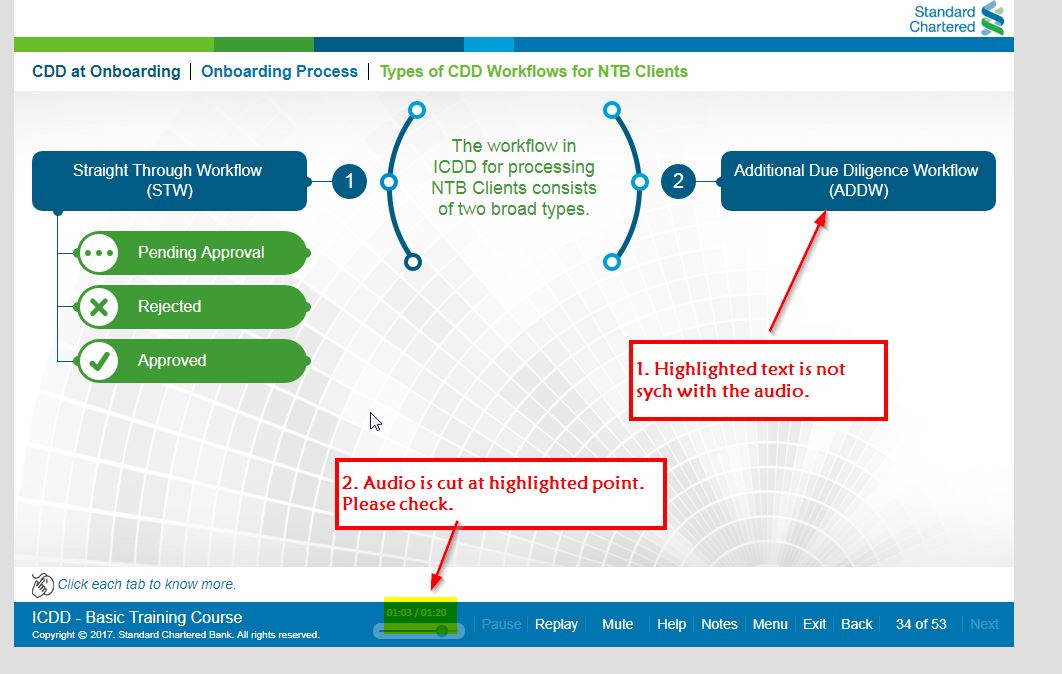 Standard
Chartered
CDD at Onboarding | Onboarding Process | Types of CDD Workflows for NTB Clients
Straight Through Workflow
(STW)
1
The workflow in
ICDD for processing
NTB Clients consists
of two broad types.
2
Additional Due Diligence Workflow
(ADDW)
Pending Approval
Rejected
Approved
1. Highlighted text is not
sych with the audio.
2. Audio is cut at highlighted point.
Please check.
Click each tab to know more.
ICDD - Basic Training Course
Copyright © 2017. Standard Chartered Bank. All rights reserved.
01:03 / 01:20
Pause | Replay | Mute | Help | Notes | Menu | Exit | Back | 34 of 53 | Next